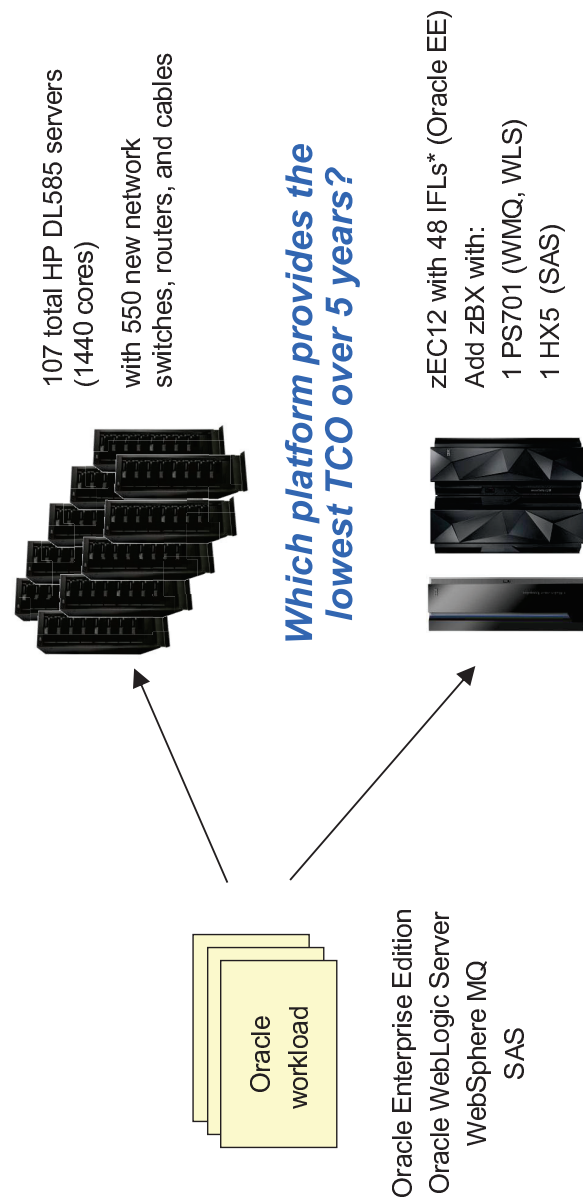 Oracle
workload
Oracle Enterprise Edition
Oracle WebLogic Server
WebSphere MQ
SAS
107 total HP DL585 servers
(1440 cores)
with 550 new network
switches, routers, and cables
Which platform provides the
lowest TCO over 5 years?
zEC12 with 48 IFLs* (Oracle EE)
Add zBX with:
1 PS701 (WMQ, WLS)
1 HX5 (SAS)